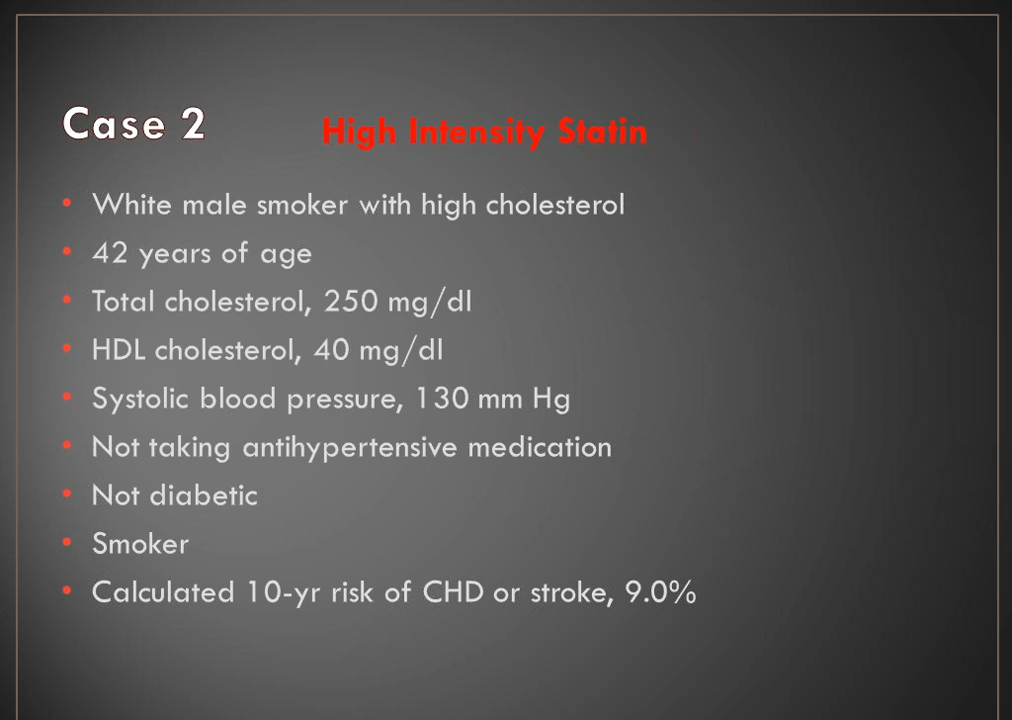 Case 2
High Intensity Statin
• White male smoker with high cholesterol
• 42 years of age
• Total cholesterol, 250 mg/dl
• HDL cholesterol, 40 mg/dl
• Systolic blood pressure, 130 mm Hg
• Not taking antihypertensive medication
• Not diabetic
• Smoker
• Calculated 10-yr risk of CHD or stroke, 9.0%